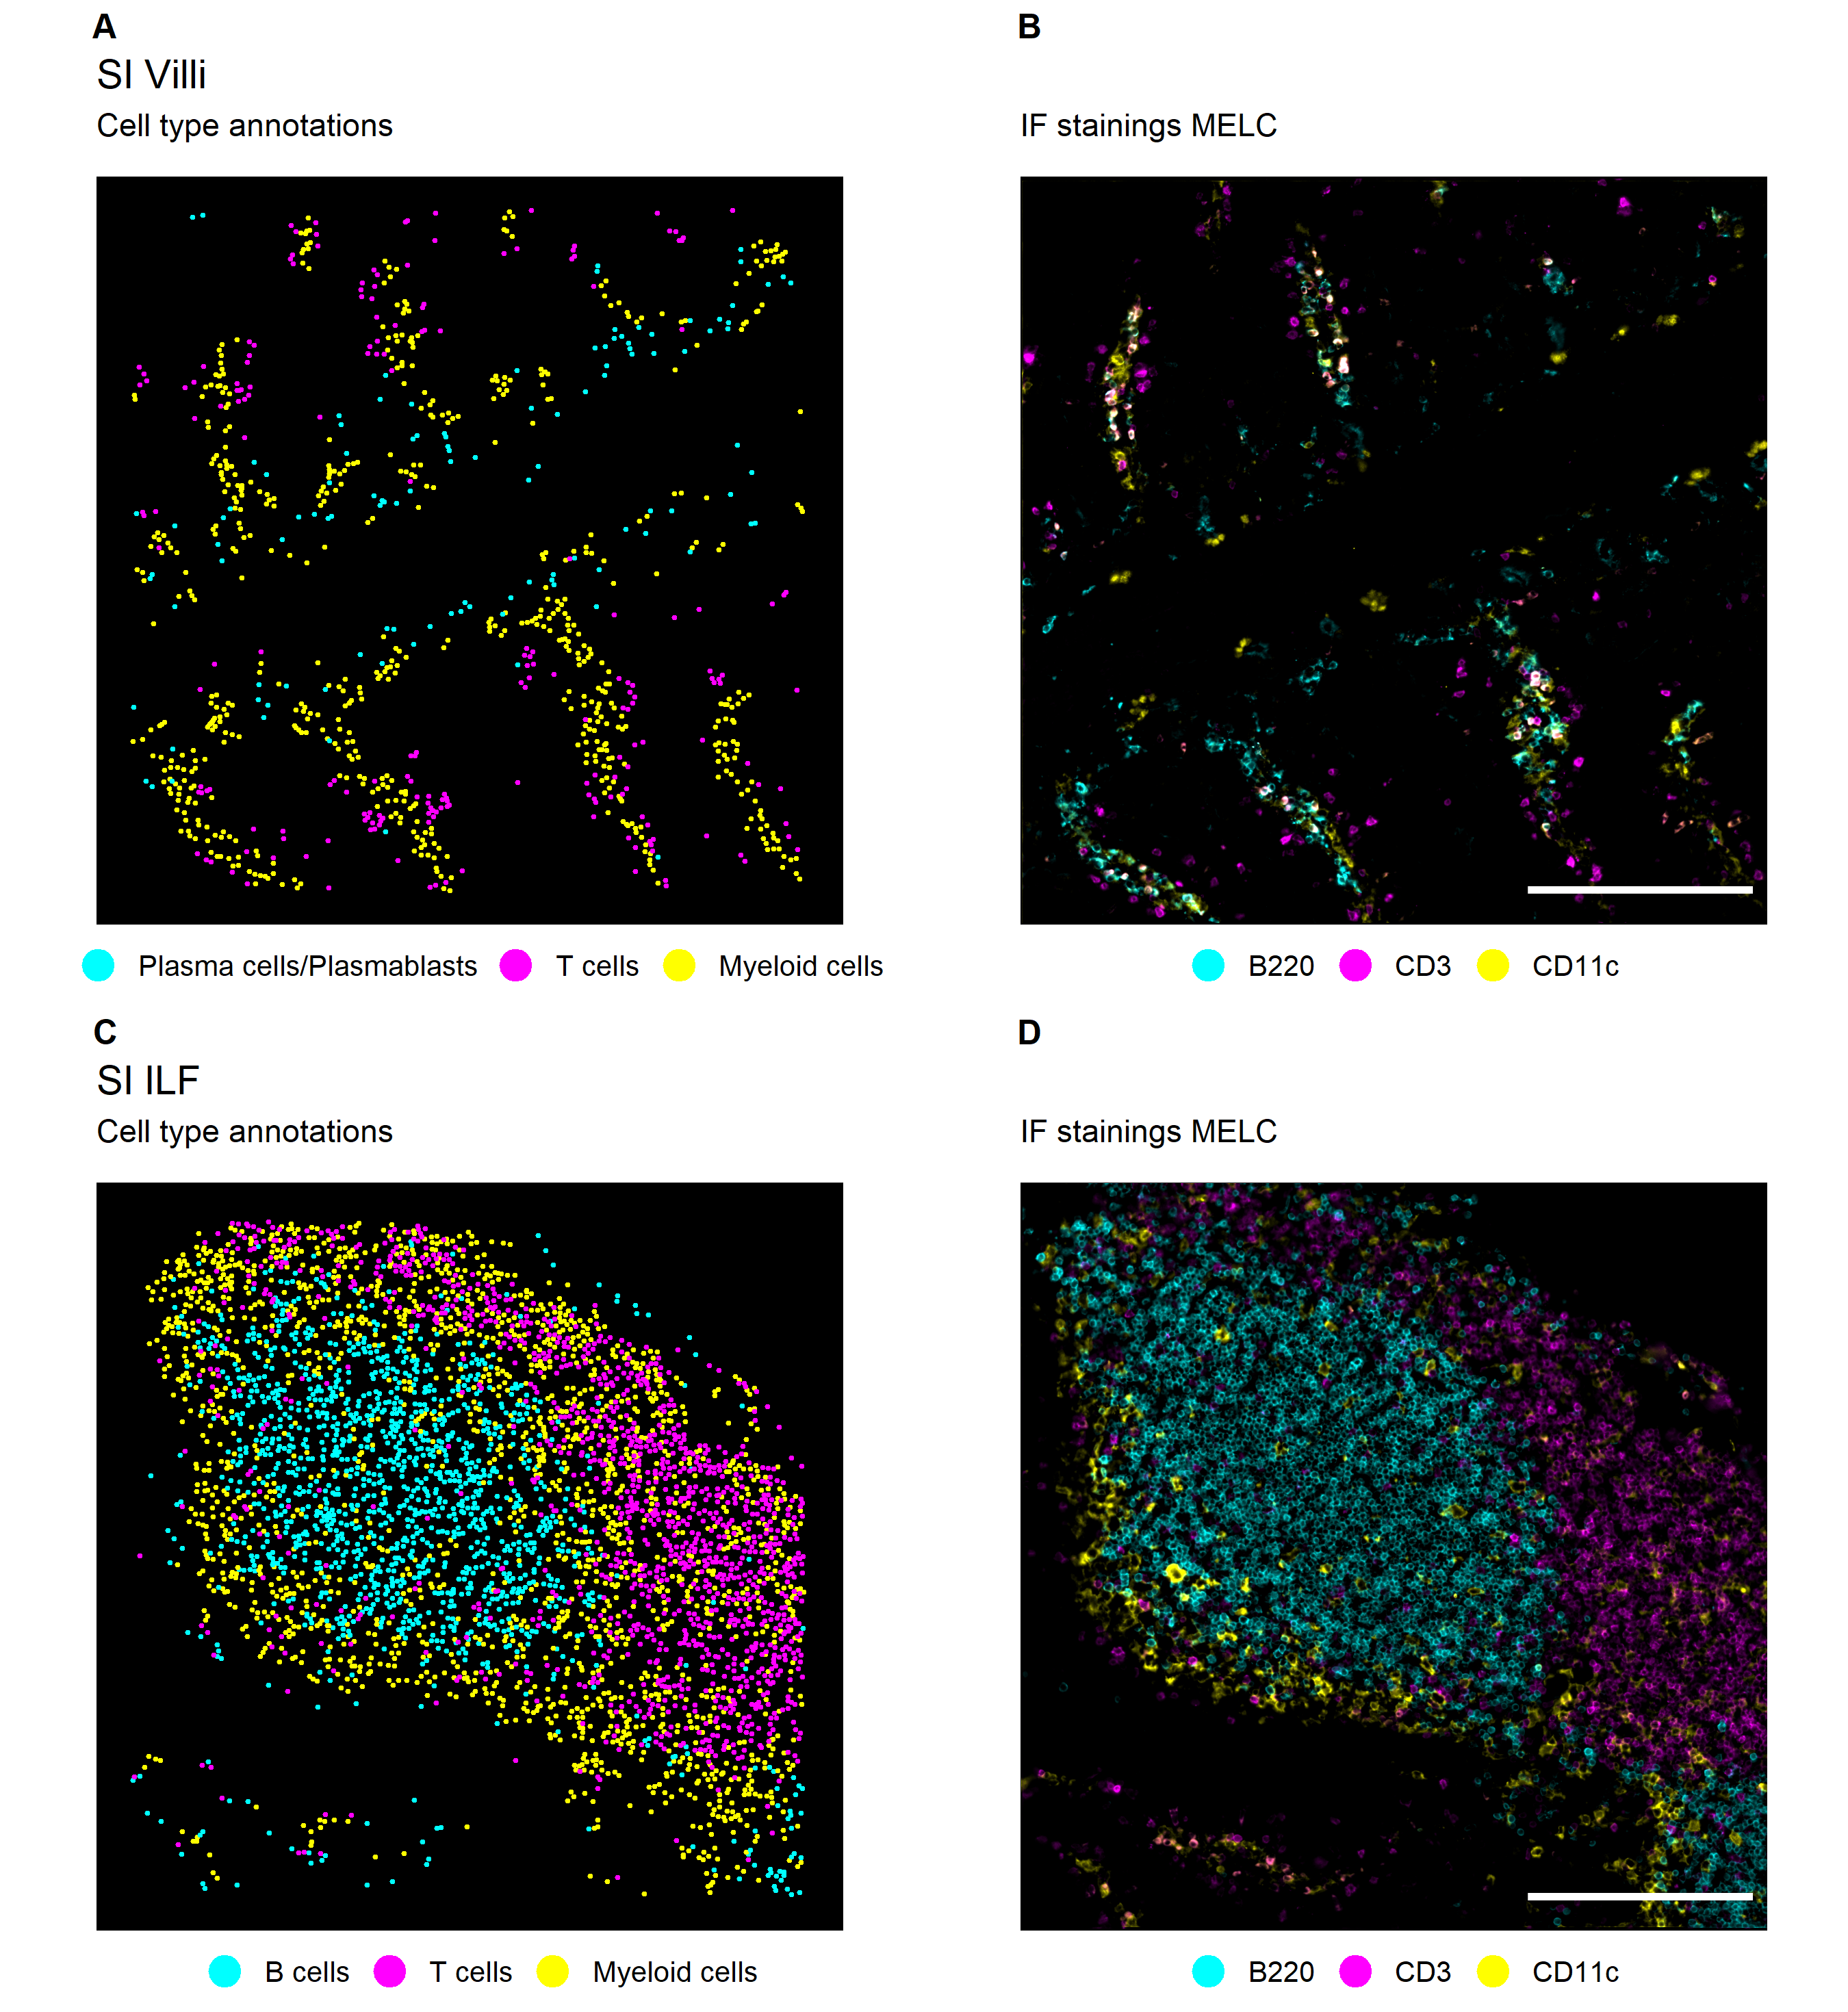 A
SI Villi
Cell type annotations
B
IF stainings MELC
Plasma cells/Plasmablasts T cells Myeloid cells
B220 CD3 CD11c
C
SI ILF
Cell type annotations
D
IF stainings MELC
B cells T cells Myeloid cells
B220 CD3 CD11c